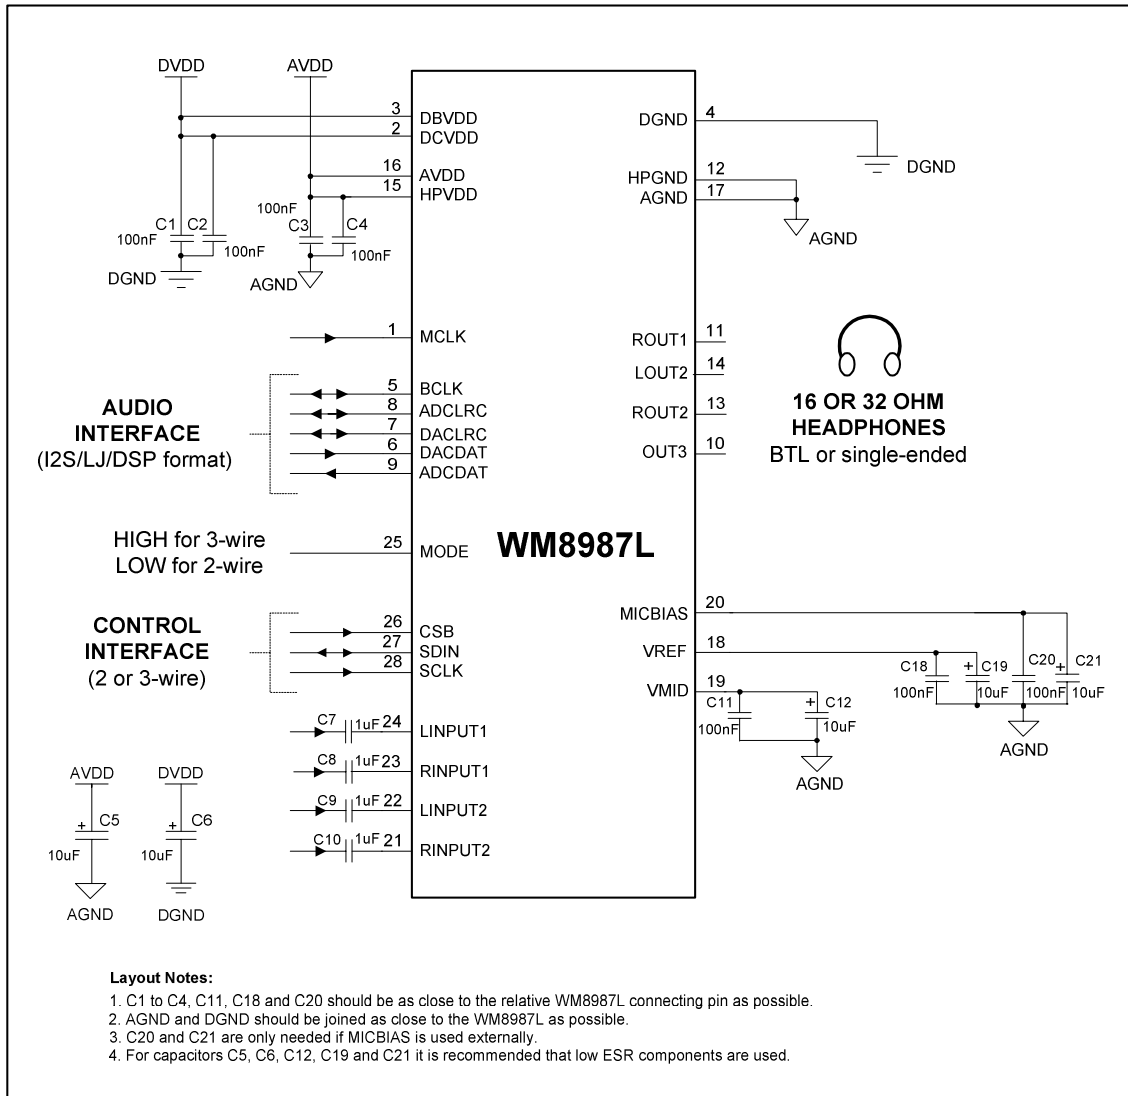 DVDD
AVDD
3
DBVDD
2
DCVDD
16
AVDD
15
HPVDD
100nF
C1
C2
C3
C4
100nF
100nF
100nF
DGND
AGND
4
DGND
DGND
12
HPGND
17
AGND
AGND
1
MCLK
AUDIO
INTERFACE
(I2S/LJ/DSP format)
5
BCLK
8
ADCLRC
7
DACLRC
6
DACDAT
9
ADCDAT
ROUT1
11
LOUT2
14
ROUT2
13
OUT3
10
16 OR 32 OHM
HEADPHONES
BTL or single-ended
HIGH for 3-wire
LOW for 2-wire
25
MODE
WM8987L
CONTROL
INTERFACE
(2 or 3-wire)
26
CSB
27
SDIN
28
SCLK
MICBIAS
20
VREF
18
VMID
19
C18
100nF
+
C19
10uF
C20
100nF
+
C21
10uF
AGND
C11
100nF
+
C12
10uF
AGND
C7
1uF
24
LINPUT1
C8
1uF
23
RINPUT1
C9
1uF
22
LINPUT2
C10
1uF
21
RINPUT2
AVDD
+
C5
10uF
AGND
DVDD
+
C6
10uF
DGND
Layout Notes:
1. C1 to C4, C11, C18 and C20 should be as close to the relative WM8987L connecting pin as possible.
2. AGND and DGND should be joined as close to the WM8987L as possible.
3. C20 and C21 are only needed if MICBIAS is used externally.
4. For capacitors C5, C6, C12, C19 and C21 it is recommended that low ESR components are used.